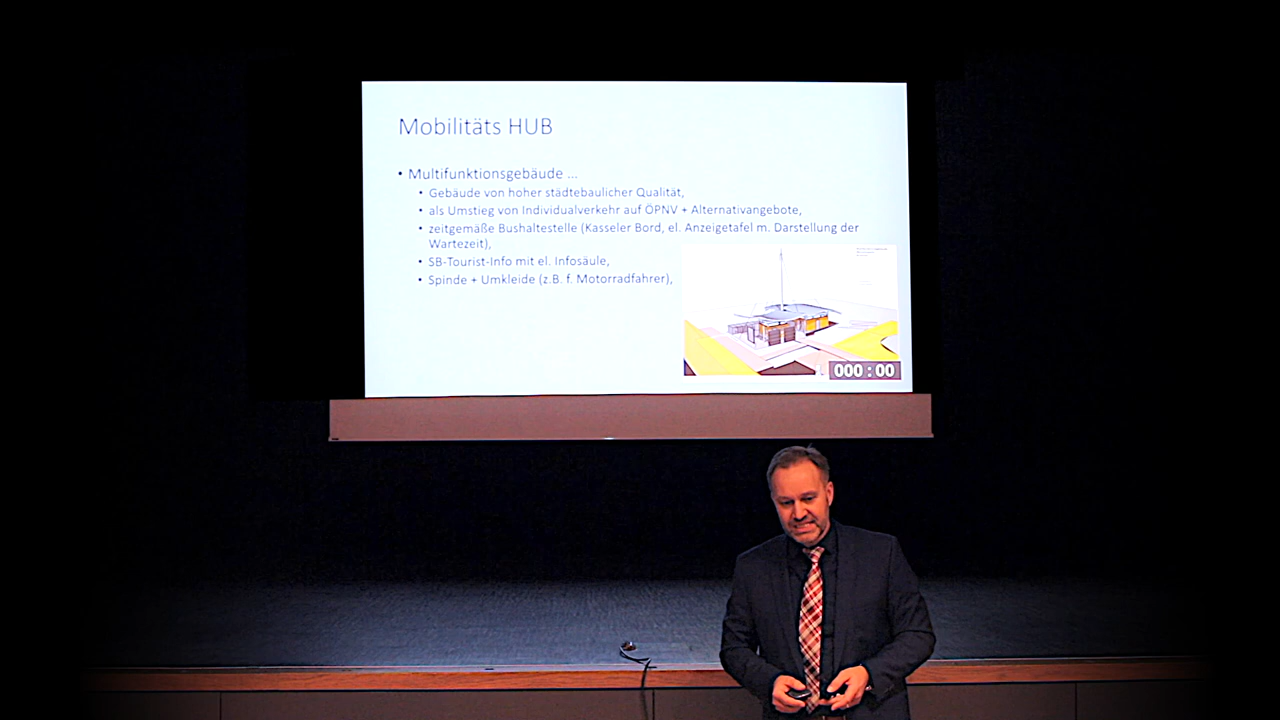 Mobilitäts HUB
• Multifunktionsgebäude ...
• Gebäude von hoher städtebaulicher Qualität,
• als Umstieg von Individualverkehr auf ÖPNV + Alternativangebote,
• zeitgemäße Bushaltestelle (Kasseler Bord, el. Anzeigetafel m. Darstellung der
Wartezeit),
• SB-Tourist-Info mit el. Infosäule,
• Spinde + Umkleide (z.B. f. Motorradfahrer),
000 : 00